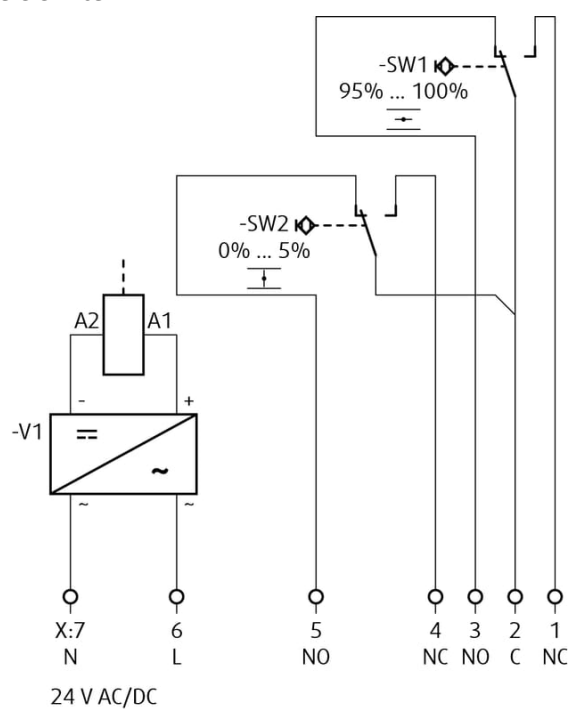 -SW1
95% ... 100%
-SW2
0% ... 5%
A2 A1
- +
-V1
~
~ ~
X:7 6 5 4 3 2 1
N L NO NC NO C NC
24 V AC/DC